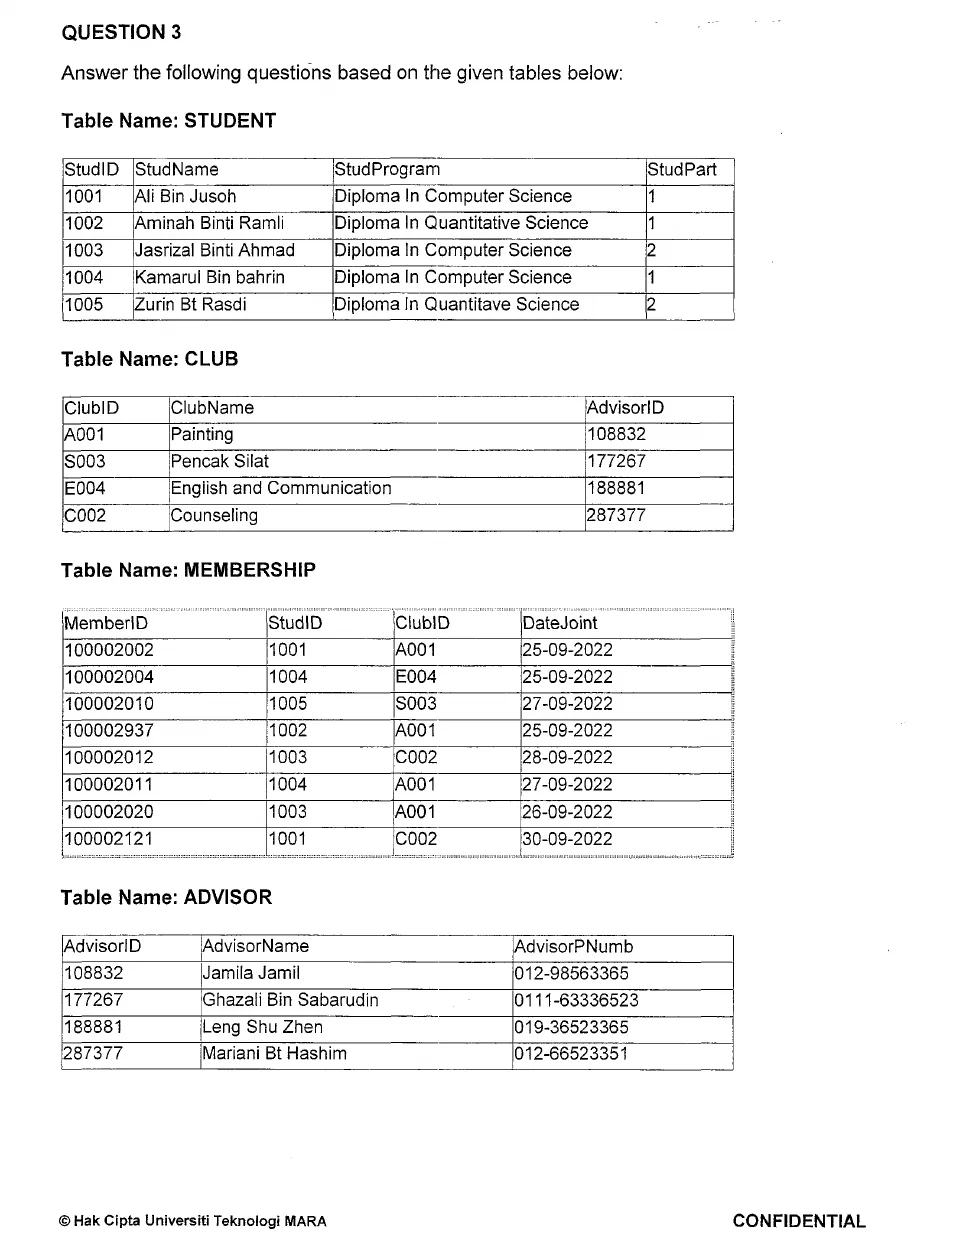 QUESTION 3
Answer the following questions based on the given tables below:
Table Name: STUDENT
StudID StudName StudProgram StudPart
1001 Ali Bin Jusoh Diploma In Computer Science 1
1002 Aminah Binti Ramli Diploma In Quantitative Science 1
1003 Jasrizal Binti Ahmad Diploma In Computer Science 2
1004 Kamarul Bin bahrin Diploma In Computer Science 1
1005 Zurin Bt Rasdi Diploma In Quantitave Science 2
Table Name: CLUB
ClubID ClubName AdvisorID
A001 Painting 108832
S003 Pencak Silat 177267
E004 English and Communication 188881
C002 Counseling 287377
Table Name: MEMBERSHIP
MemberID StudID ClubID DateJoint
100002002 1001 A001 25-09-2022
100002004 1004 E004 25-09-2022
100002010 1005 S003 27-09-2022
100002937 1002 A001 25-09-2022
100002012 1003 C002 28-09-2022
100002011 1004 A001 27-09-2022
100002020 1003 A001 26-09-2022
100002121 1001 C002 30-09-2022
Table Name: ADVISOR
AdvisorID AdvisorName AdvisorPNumb
108832 Jamila Jamil 012-98563365
177267 Ghazali Bin Sabarudin 0111-63336523
188881 Leng Shu Zhen 019-36523365
287377 Mariani Bt Hashim 012-66523351
© Hak Cipta Universiti Teknologi MARA CONFIDENTIAL